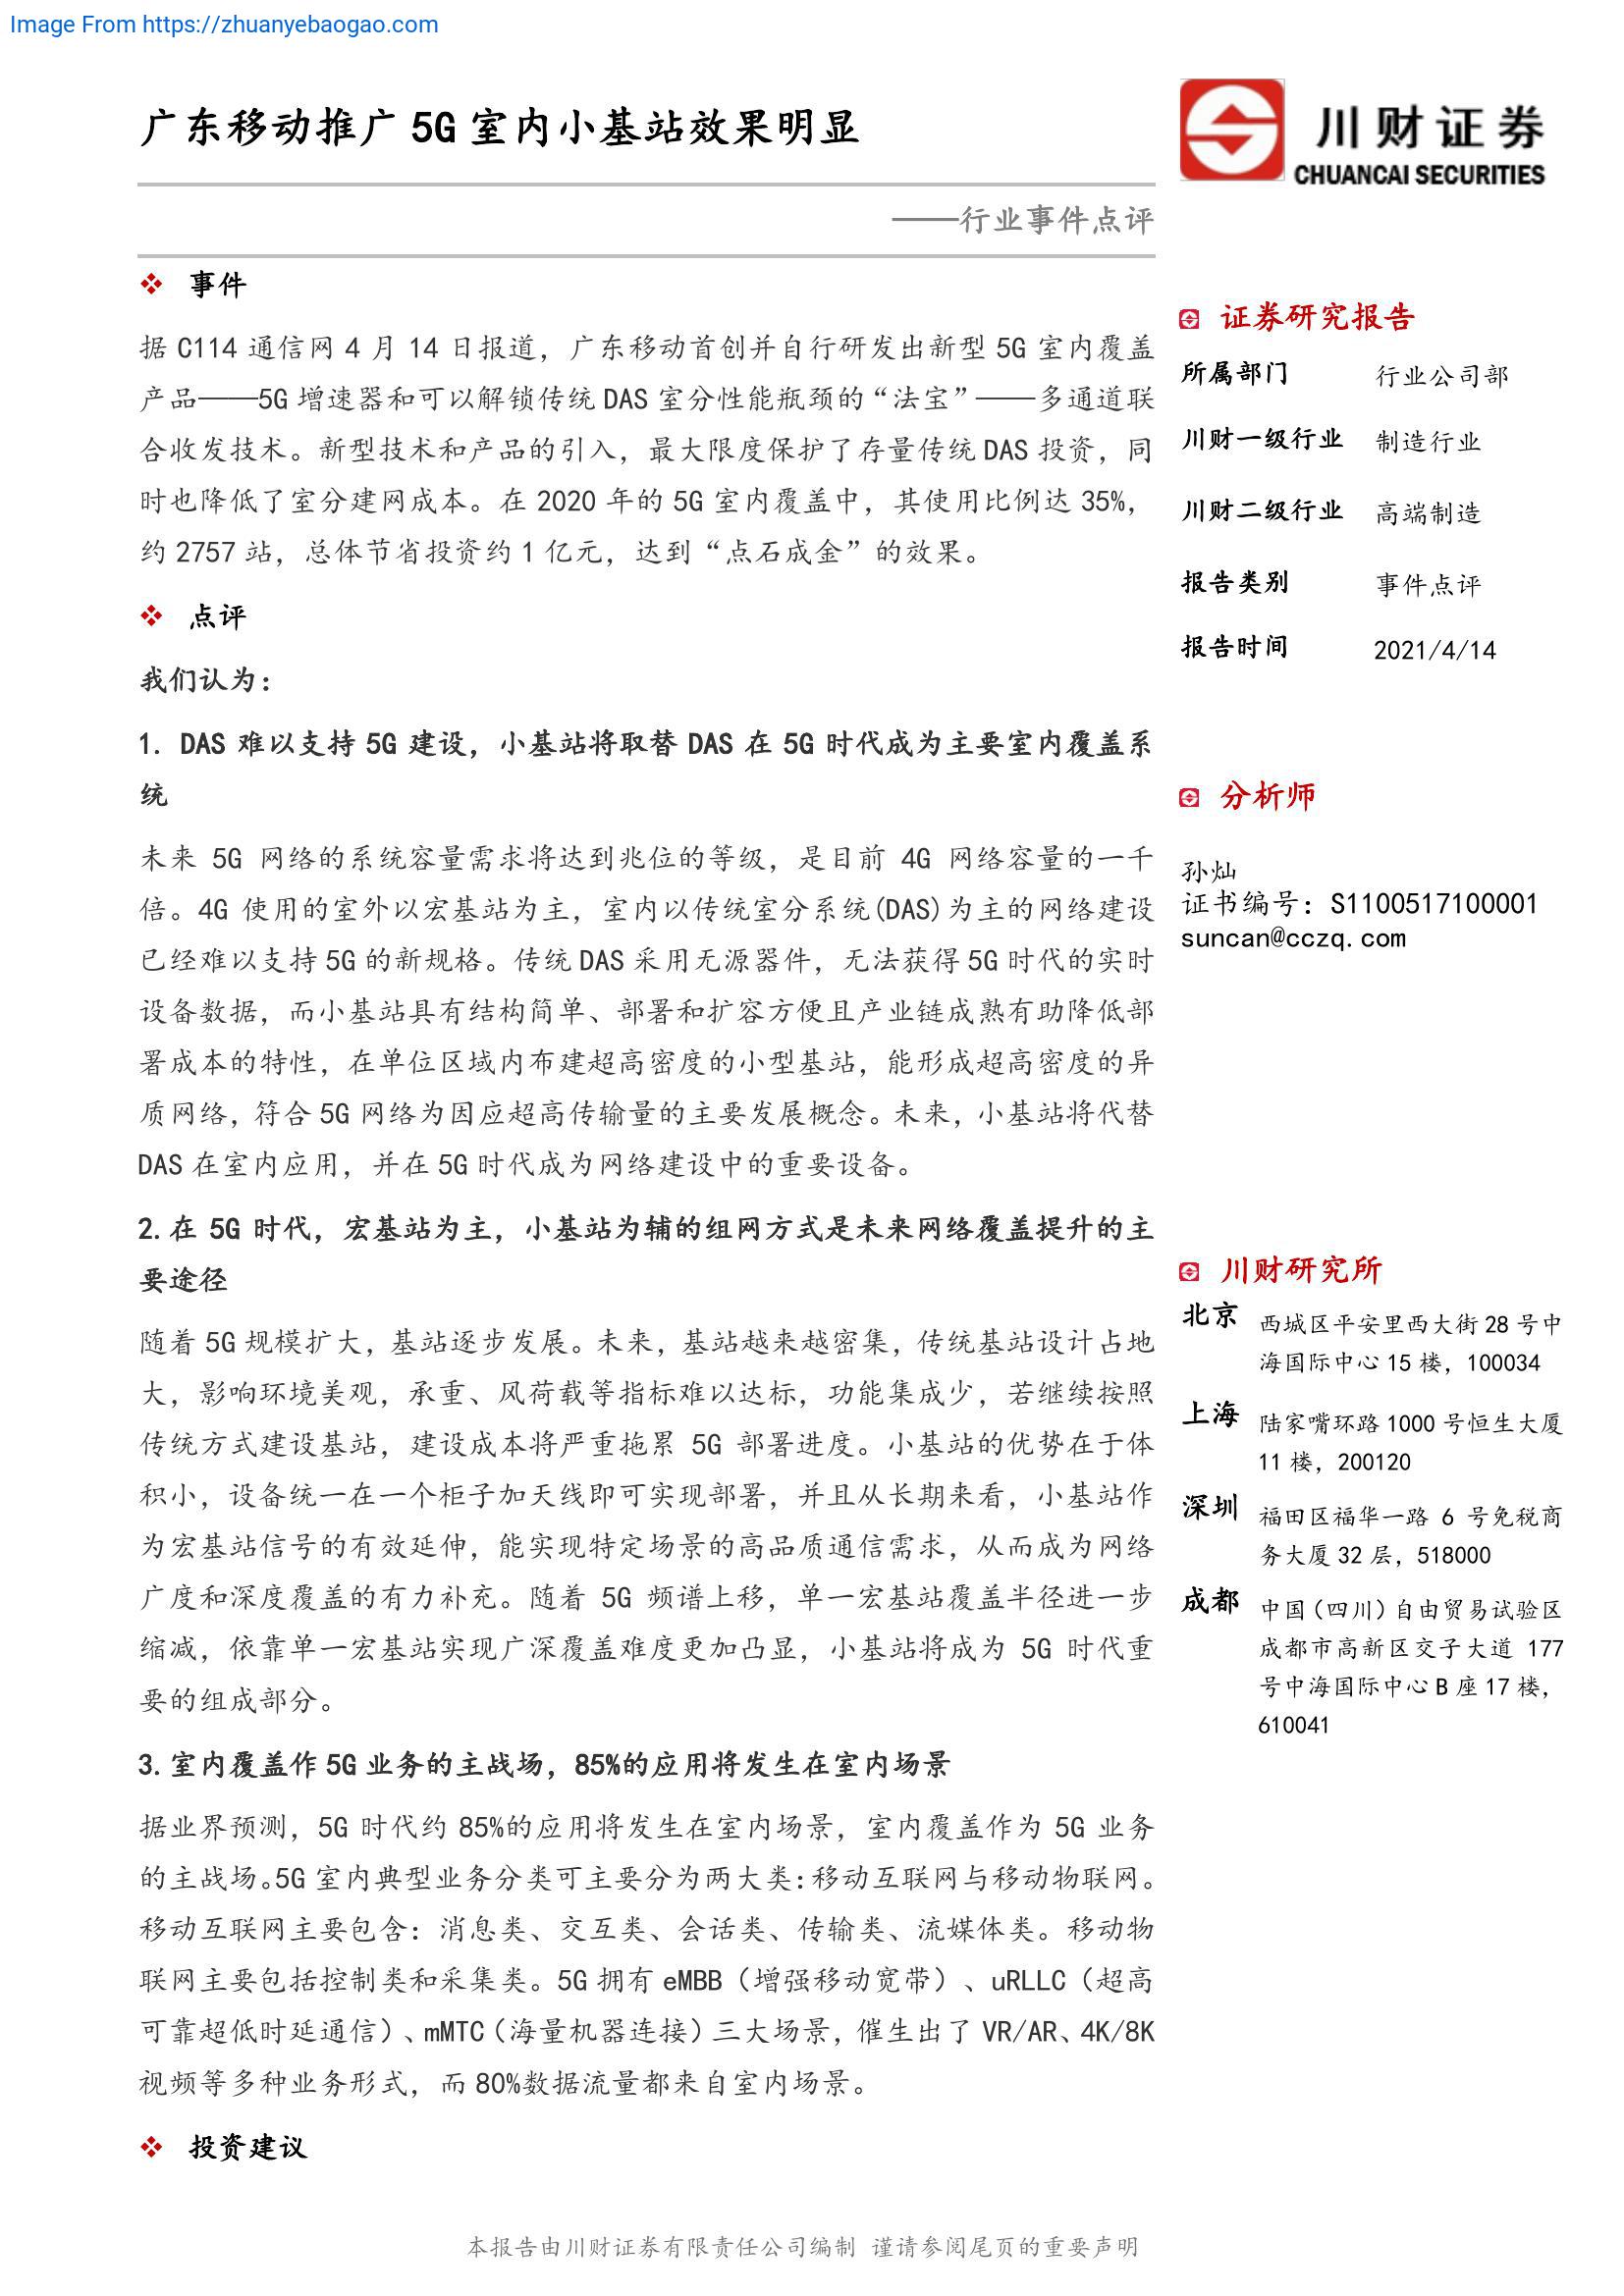 Image From https://zhuanyebaogao.com
广东移动推广 5G 室内小基站效果明显
川财证券
CHUANCAI SECURITIES
——行业事件点评
事件
据 C114 通信网 4 月 14 日报道，广东移动首创并自行研发出新型 5G 室内覆盖
产品——5G 增速器和可以解锁传统 DAS 室分性能瓶颈的“法宝”——多通道联
合收发技术。新型技术和产品的引入，最大限度保护了存量传统 DAS 投资，同
时也降低了室分建网成本。在 2020 年的 5G 室内覆盖中，其使用比例达 35%，
约 2757 站，总体节省投资约 1 亿元，达到“点石成金”的效果。
点评
我们认为：
1. DAS 难以支持 5G 建设，小基站将取替 DAS 在 5G 时代成为主要室内覆盖系
统
未来 5G 网络的系统容量需求将达到兆位的等级，是目前 4G 网络容量的一千
倍。4G 使用的室外以宏基站为主，室内以传统室分系统(DAS)为主的网络建设
已经难以支持 5G 的新规格。传统 DAS 采用无源器件，无法获得 5G 时代的实时
设备数据，而小基站具有结构简单、部署和扩容方便且产业链成熟有助降低部
署成本的特性，在单位区域内布建超高密度的小型基站，能形成超高密度的异
质网络，符合 5G 网络为因应超高传输量的主要发展概念。未来，小基站将代替
DAS 在室内应用，并在 5G 时代成为网络建设中的重要设备。
2. 在 5G 时代，宏基站为主，小基站为辅的组网方式是未来网络覆盖提升的主
要途径
随着 5G 规模扩大，基站逐步发展。未来，基站越来越密集，传统基站设计占地
大，影响环境美观，承重、风荷载等指标难以达标，功能集成少，若继续按照
传统方式建设基站，建设成本将严重拖累 5G 部署进度。小基站的优势在于体
积小，设备统一在一个柜子加天线即可实现部署，并且从长期来看，小基站作
为宏基站信号的有效延伸，能实现特定场景的高品质通信需求，从而成为网络
广度和深度覆盖的有力补充。随着 5G 频谱上移，单一宏基站覆盖半径进一步
缩减，依靠单一宏基站实现广深覆盖难度更加凸显，小基站将成为 5G 时代重
要的组成部分。
3. 室内覆盖作 5G 业务的主战场，85%的应用将发生在室内场景
据业界预测，5G 时代约 85%的应用将发生在室内场景，室内覆盖作为 5G 业务
的主战场。5G 室内典型业务分类可主要分为两大类：移动互联网与移动物联网。
移动互联网主要包含：消息类、交互类、会话类、传输类、流媒体类。移动物
联网主要包括控制类和采集类。5G 拥有 eMBB（增强移动宽带）、uRLLC（超高
可靠超低时延通信）、mMTC（海量机器连接）三大场景，催生出了 VR/AR、4K/8K
视频等多种业务形式，而 80%数据流量都来自室内场景。
投资建议
证券研究报告
所属部门 行业公司部
川财一级行业 制造行业
川财二级行业 高端制造
报告类别 事件点评
报告时间 2021/4/14
分析师
孙灿
证书编号：S1100517100001
suncan@cczq.com
川财研究所
北京 西城区平安里西大街 28 号中
海国际中心 15 楼，100034
上海 陆家嘴环路 1000 号恒生大厦
11 楼，200120
深圳 福田区福华一路 6 号免税商
务大厦 32 层，518000
成都 中国（四川）自由贸易试验区
成都市高新区交子大道 177
号中海国际中心 B 座 17 楼，
610041
本报告由川财证券有限责任公司编制 谨请参阅尾页的重要声明